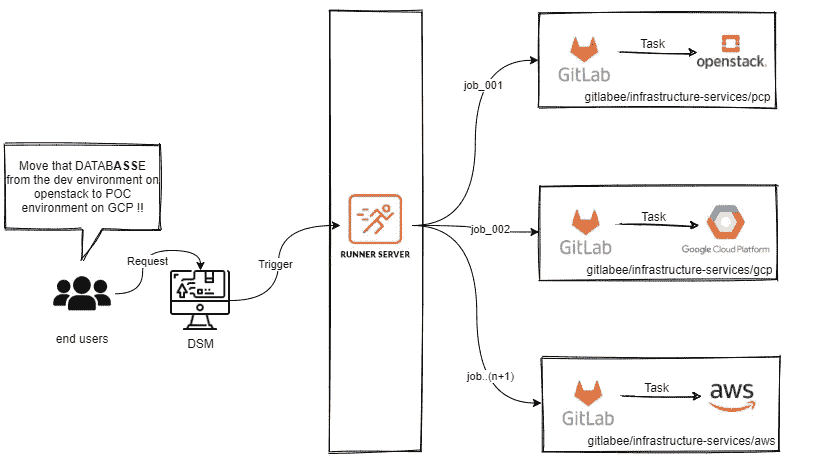 Move that DATABASSE
from the dev environment on
openstack to POC
environment on GCP !!
end users
Request
DSM
Trigger
RUNNER SERVER
job_001
GitLab
Task
openstack.
gitlabee/infrastructure-services/pcp
job_002
GitLab
Task
Google Cloud Platform
gitlabee/infrastructure-services/gcp
job..(n+1)
GitLab
Task
aws
gitlabee/infrastructure-services/aws